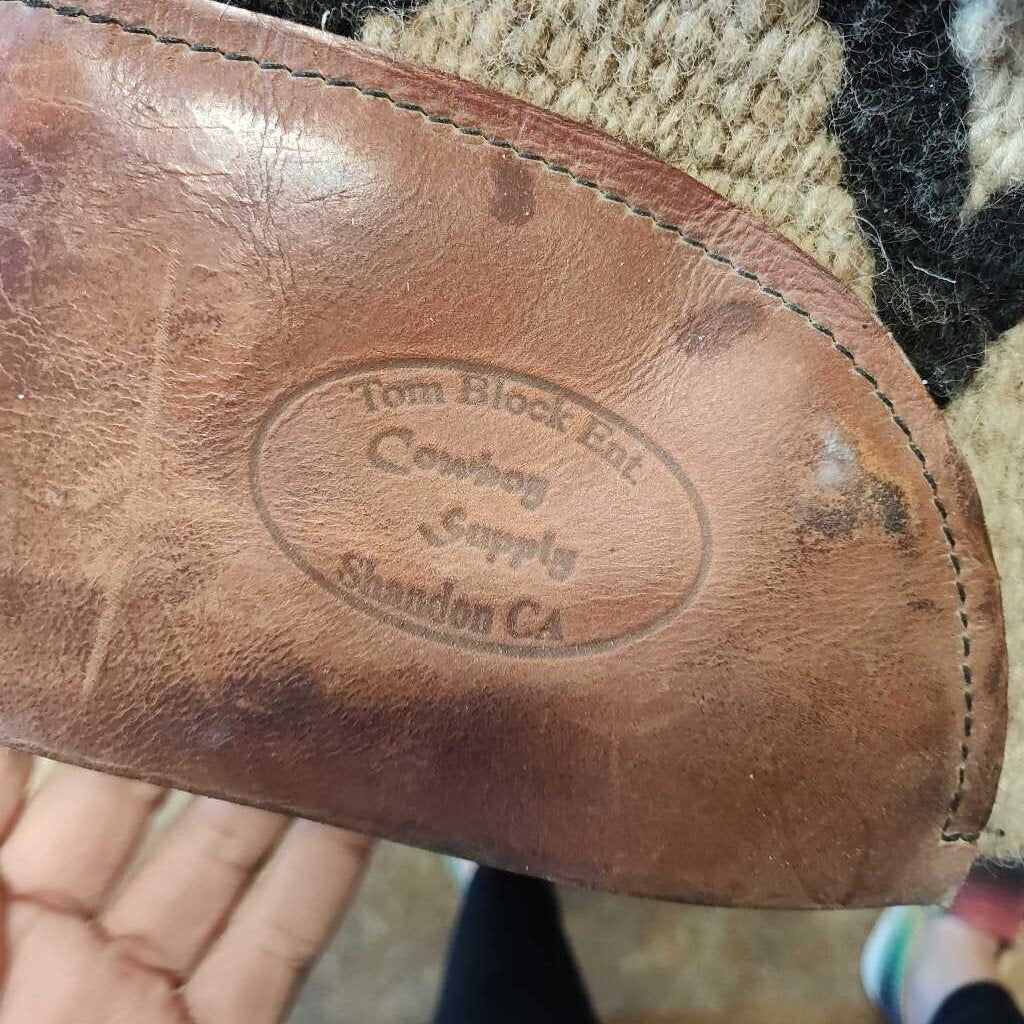 Tom Block Ent.
Cowboy
Supply
Shandon CA